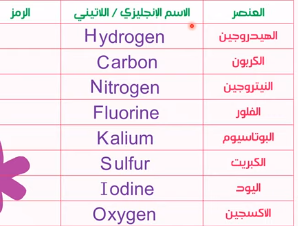 العنصر الاسم الانجليزي / اللاتيني الرمز
الهيدروجين Hydrogen
الكربون Carbon
النيتروجين Nitrogen
الفلور Fluorine
البوتاسيوم Kalium
الكبريت Sulfur
اليود Iodine
الاكسجين Oxygen